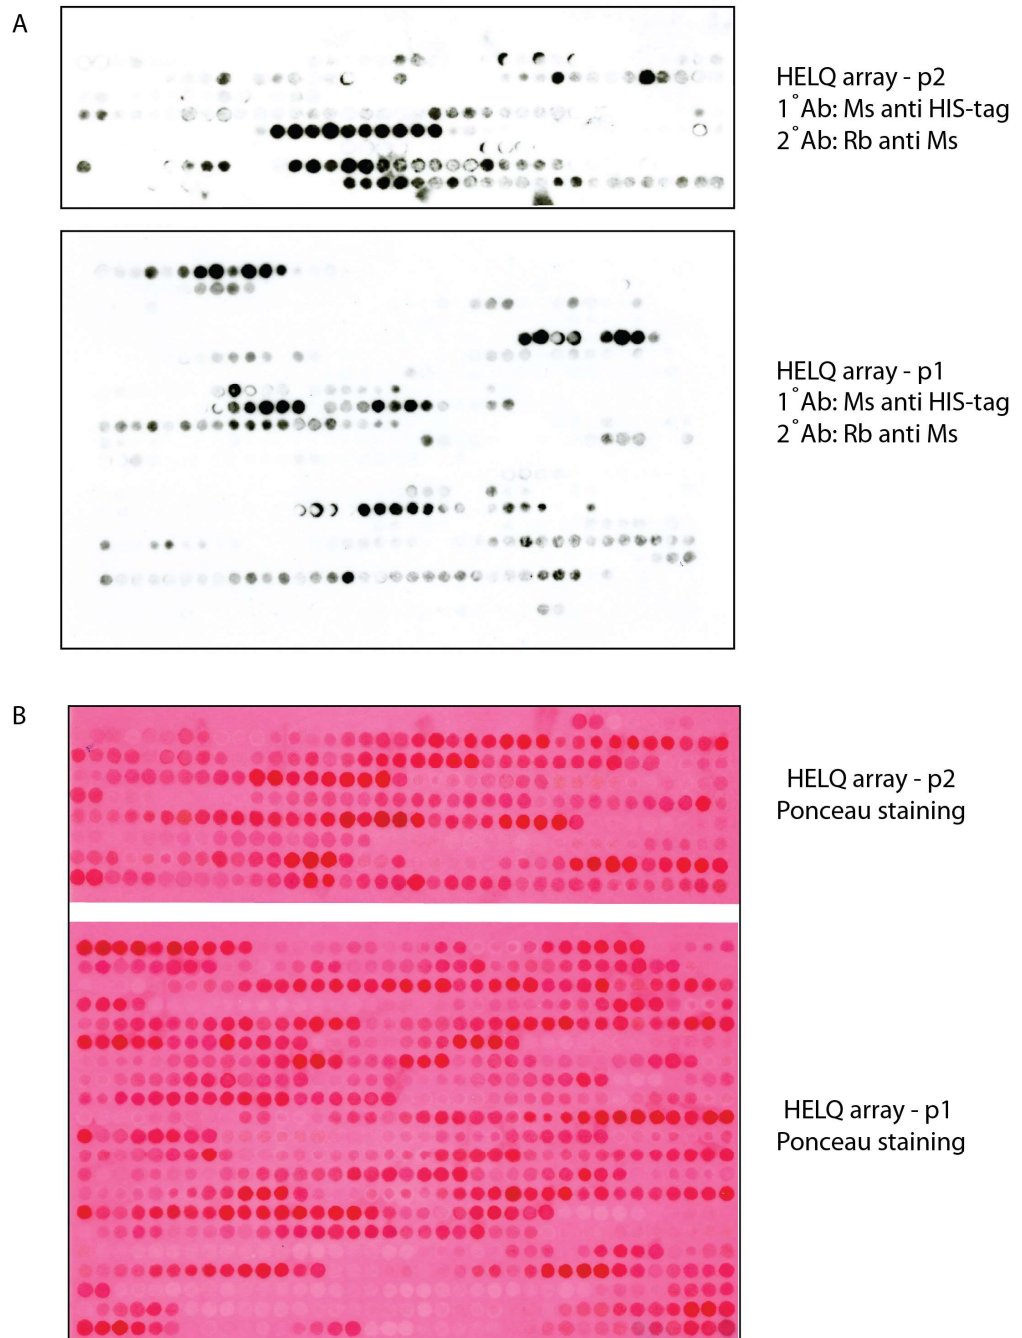 A
HELQ array - p2
1°Ab: Ms anti HIS-tag
2°Ab: Rb anti Ms
HELQ array - p1
1°Ab: Ms anti HIS-tag
2°Ab: Rb anti Ms
B
HELQ array - p2
Ponceau staining
HELQ array - p1
Ponceau staining